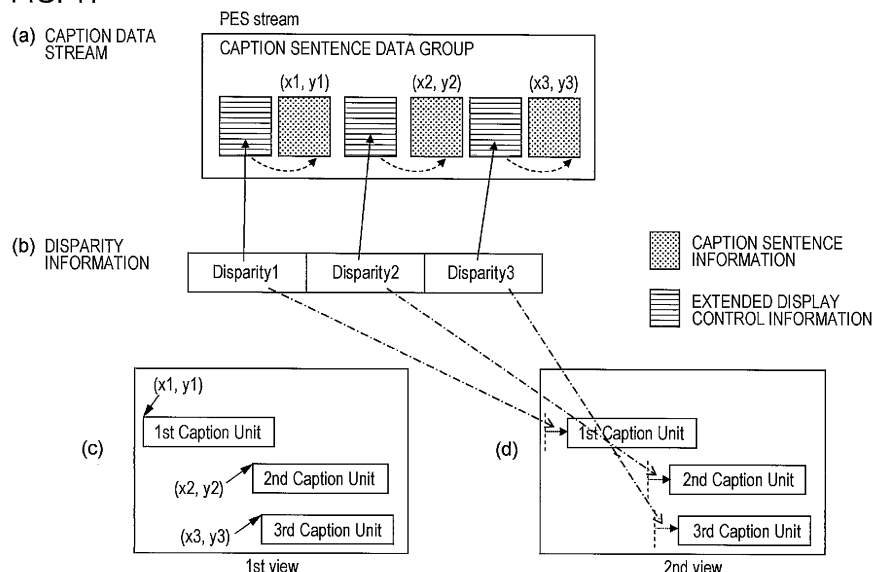 PES stream
(a) CAPTION DATA
STREAM
CAPTION SENTENCE DATA GROUP
(x1, y1)
(x2, y2)
(x3, y3)
(b) DISPARITY
INFORMATION
Disparity1
Disparity2
Disparity3
CAPTION SENTENCE
INFORMATION
EXTENDED DISPLAY
CONTROL INFORMATION
(c)
(x1, y1)
1st Caption Unit
(x2, y2)
2nd Caption Unit
(x3, y3)
3rd Caption Unit
1st view
(d)
1st Caption Unit
2nd Caption Unit
3rd Caption Unit
2nd view